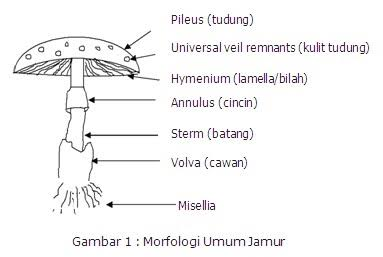 Pileus (tudung)
Universal veil remnants (kulit tudung)
Hymenium (lamella/bilah)
Annulus (cincin)
Sterm (batang)
Volva (cawan)
Misellia
Gambar 1 : Morfologi Umum Jamur